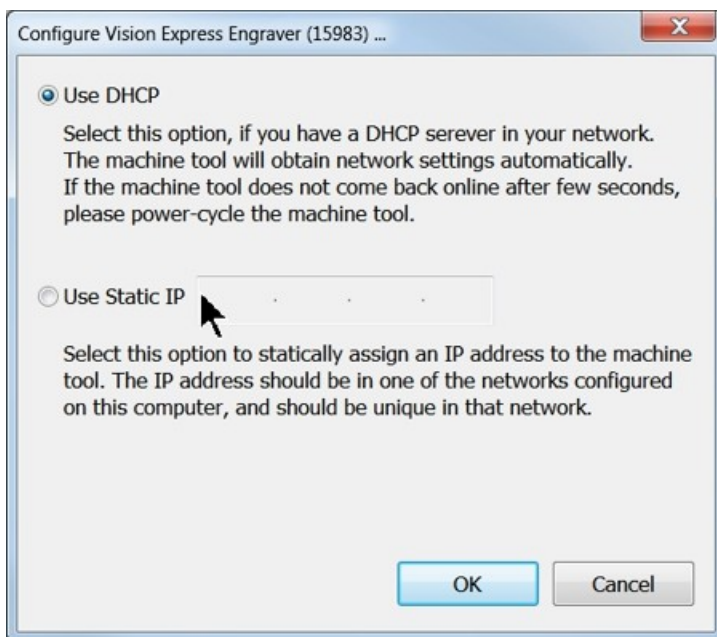 Configure Vision Express Engraver (15983) ...
Use DHCP
Select this option, if you have a DHCP serever in your network.
The machine tool will obtain network settings automatically.
If the machine tool does not come back online after few seconds,
please power-cycle the machine tool.
Use Static IP . . .
Select this option to statically assign an IP address to the machine
tool. The IP address should be in one of the networks configured
on this computer, and should be unique in that network.
OK Cancel